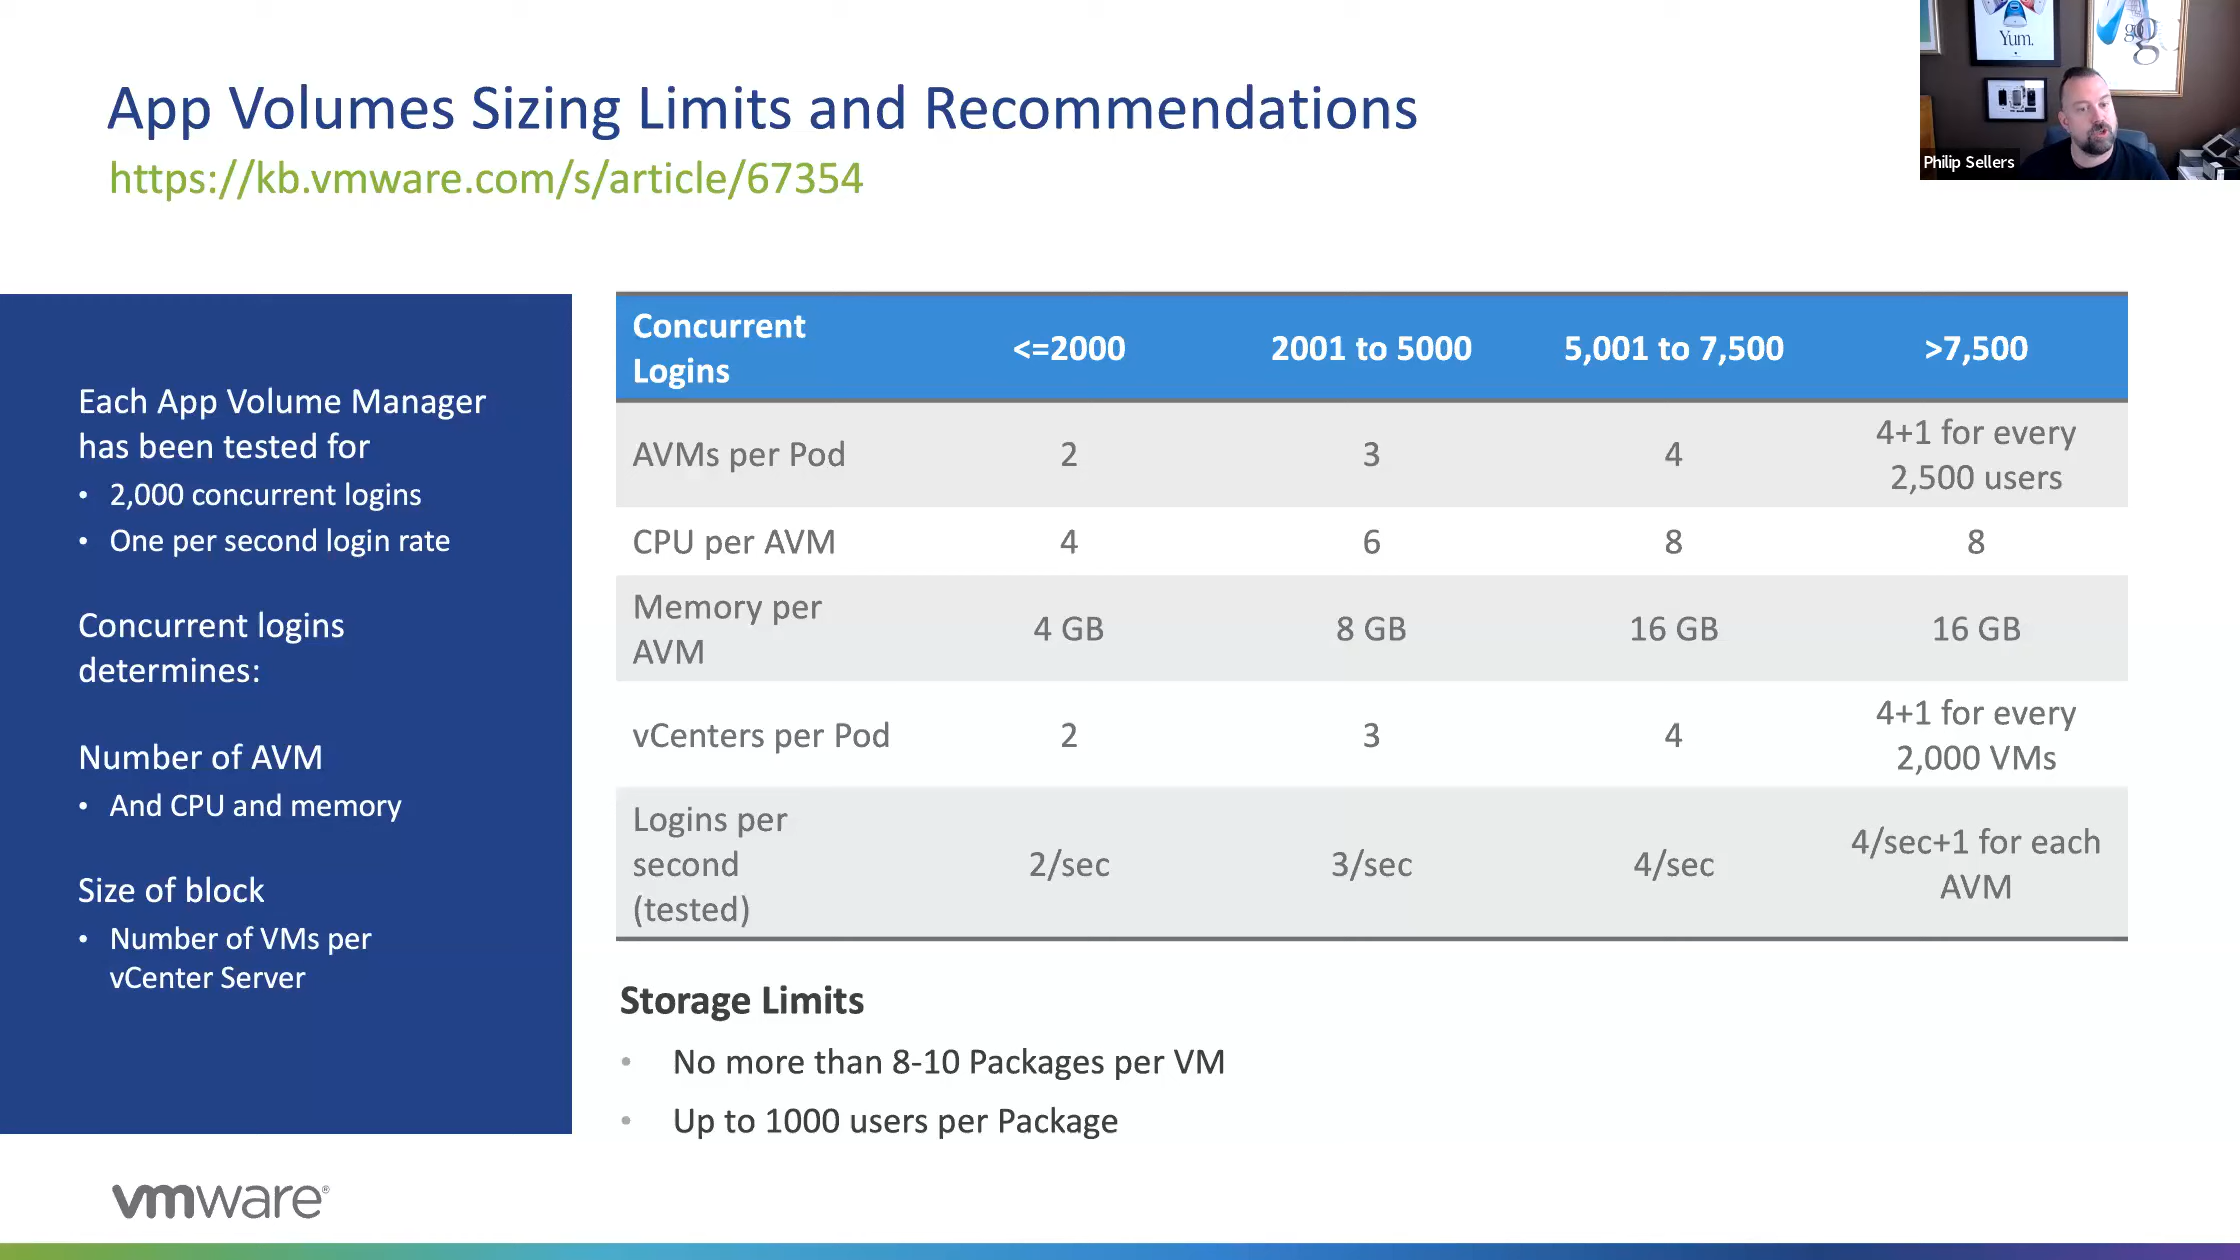 App Volumes Sizing Limits and Recommendations
https://kb.vmware.com/s/article/67354
Yum.
go
g
Philip Sellers
Each App Volume Manager
has been tested for
• 2,000 concurrent logins
• One per second login rate
Concurrent logins
determines:
Number of AVM
• And CPU and memory
Size of block
• Number of VMs per
vCenter Server
Concurrent
Logins
<=2000
2001 to 5000
5,001 to 7,500
>7,500
AVMs per Pod
2
3
4
4+1 for every
2,500 users
CPU per AVM
4
6
8
8
Memory per
AVM
4 GB
8 GB
16 GB
16 GB
vCenters per Pod
2
3
4
4+1 for every
2,000 VMs
Logins per
second
(tested)
2/sec
3/sec
4/sec
4/sec+1 for each
AVM
Storage Limits
• No more than 8-10 Packages per VM
• Up to 1000 users per Package
vmware®